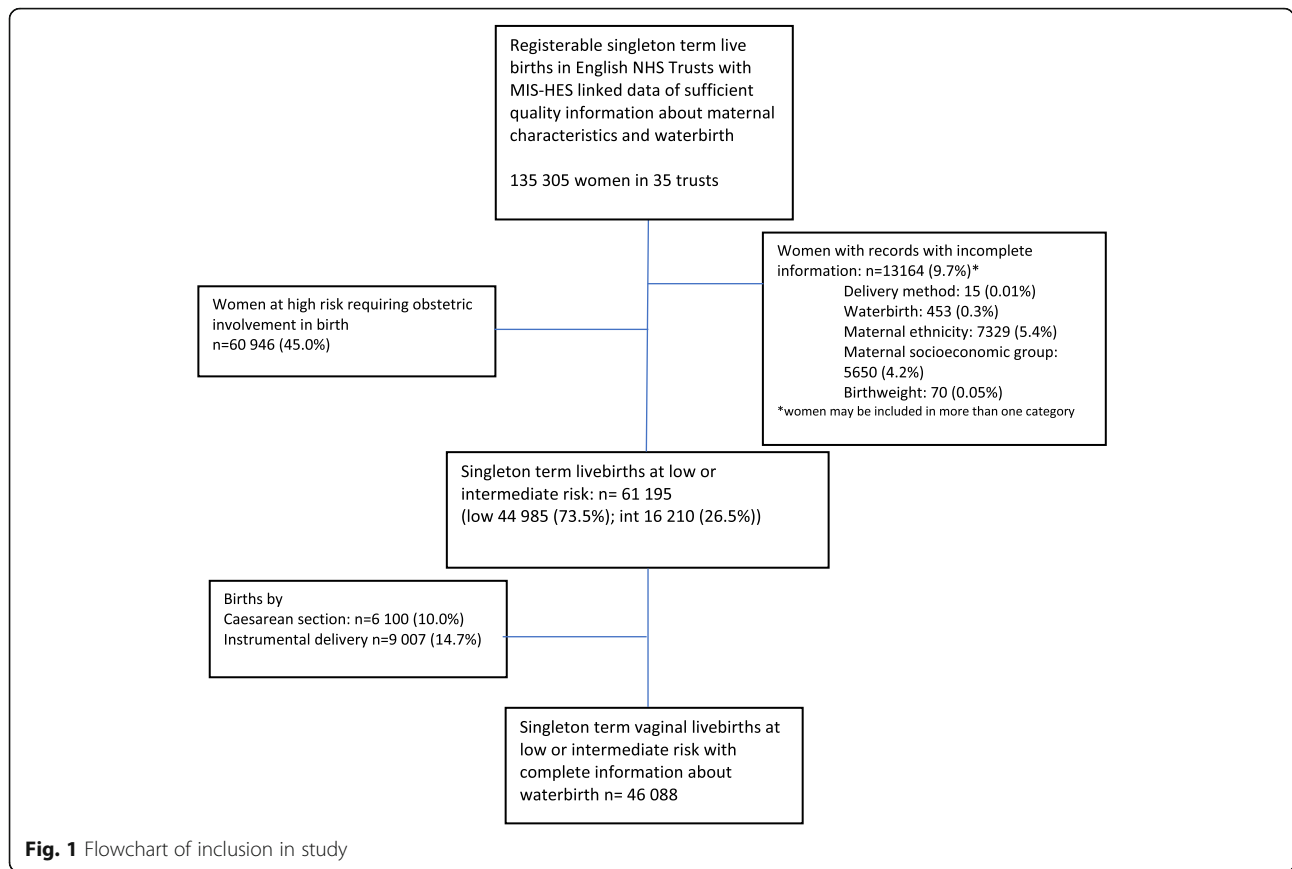 Registerable singleton term live
births in English NHS Trusts with
MIS-HES linked data of sufficient
quality information about maternal
characteristics and waterbirth
135 305 women in 35 trusts
Women with records with incomplete
information: n=13164 (9.7%)*
Delivery method: 15 (0.01%)
Waterbirth: 453 (0.3%)
Maternal ethnicity: 7329 (5.4%)
Maternal socioeconomic group:
5650 (4.2%)
Birthweight: 70 (0.05%)
*women may be included in more than one category
Women at high risk requiring obstetric
involvement in birth
n=60 946 (45.0%)
Singleton term livebirths at low or
intermediate risk: n= 61 195
(low 44 985 (73.5%); int 16 210 (26.5%))
Births by
Caesarean section: n=6 100 (10.0%)
Instrumental delivery n=9 007 (14.7%)
Singleton term vaginal livebirths at
low or intermediate risk with
complete information about
waterbirth n= 46 088
Fig. 1 Flowchart of inclusion in study